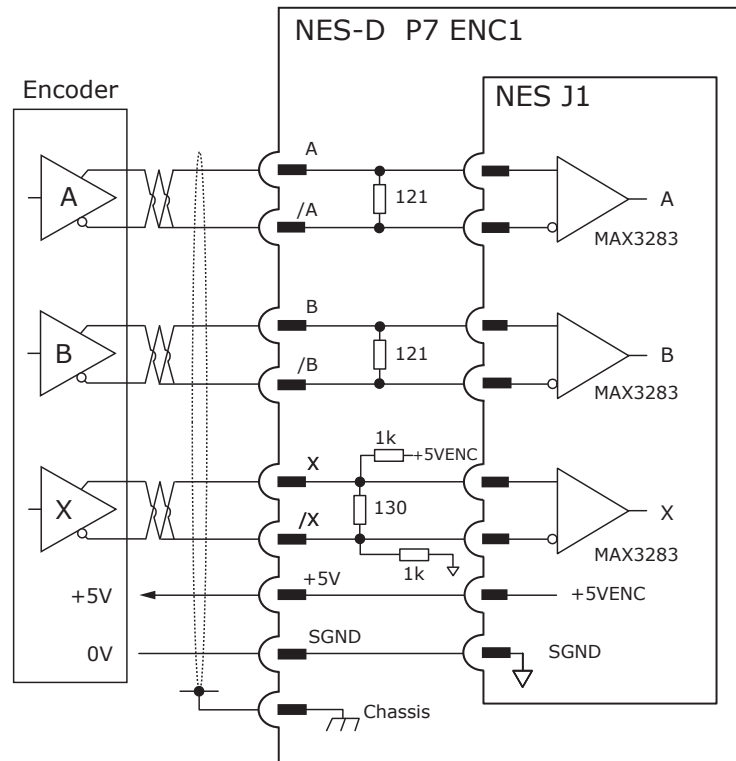 NES-D P7 ENC1
Encoder
NES J1
A
A
121
A
/A
MAX3283
B
B
121
B
/B
MAX3283
1k
+5VENC
X
X
130
X
/X
MAX3283
1k
+5V
+5V
+5VENC
0V
SGND
SGND
Chassis